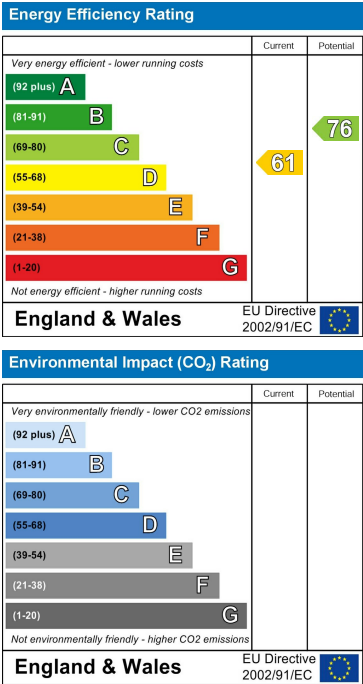 Energy Efficiency Rating
Current Potential
Very energy efficient - lower running costs
(92 plus) A
(81-91) B
(69-80) C
(55-68) D
(39-54) E
(21-38) F
(1-20) G
61
76
Not energy efficient - higher running costs
England & Wales
EU Directive
2002/91/EC
Environmental Impact (CO₂) Rating
Current Potential
Very environmentally friendly - lower CO2 emissions
(92 plus) A
(81-91) B
(69-80) C
(55-68) D
(39-54) E
(21-38) F
(1-20) G
Not environmentally friendly - higher CO2 emissions
England & Wales
EU Directive
2002/91/EC